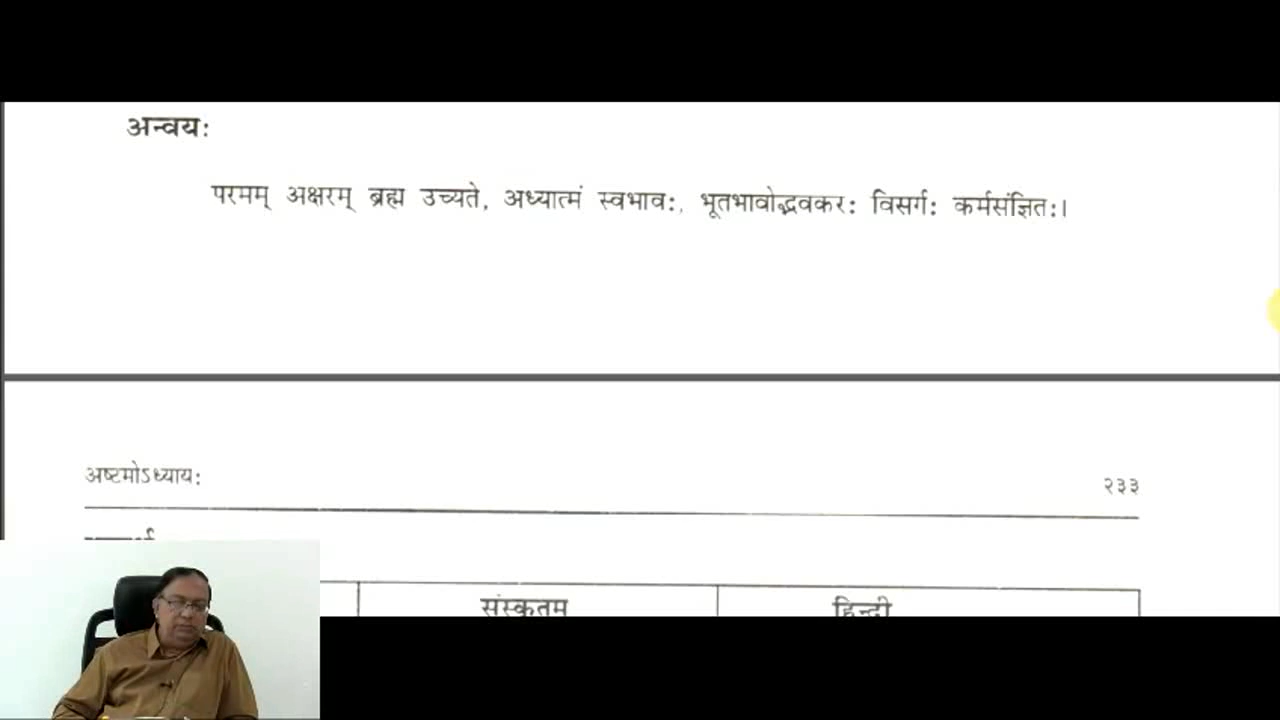 अन्वयः
परमम् अक्षरम् ब्रह्म उच्यते, अध्यात्मं स्वभावः, भूतभावोद्भवकरः विसर्गः कर्मसंज्ञितः।
अष्टमोऽध्यायः २३३
संस्कृतम् हिन्दी